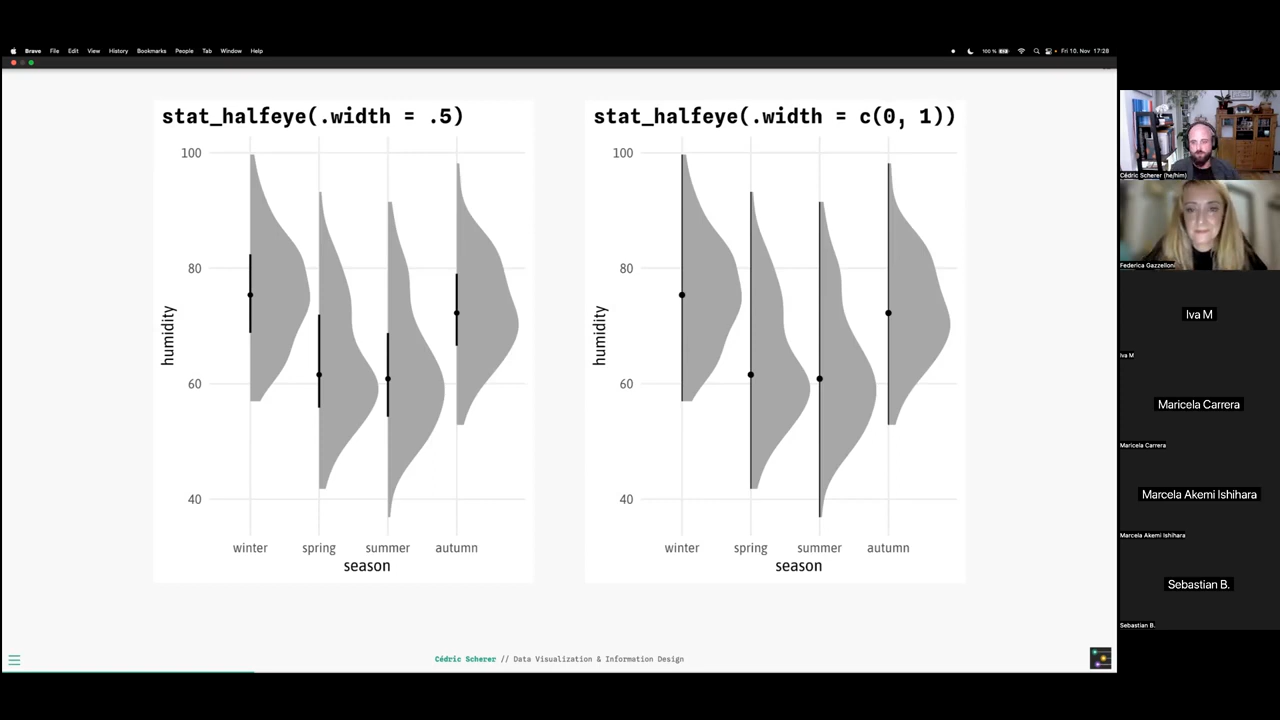 Brave File Edit View History Bookmarks People Tab Window Help
100 % Fri 10. Nov 17:28
stat_halfeye(.width = .5)
100
80
60
40
humidity
winter spring summer autumn
season
stat_halfeye(.width = c(0, 1))
100
80
60
40
humidity
winter spring summer autumn
season
Cédric Scherer // Data Visualization & Information Design
Cédric Scherer (he/him)
Federica Gazzelloni
Iva M
Iva M
Maricela Carrera
Maricela Carrera
Marcela Akemi Ishihara
Marcela Akemi Ishihara
Sebastian B.
Sebastian B.